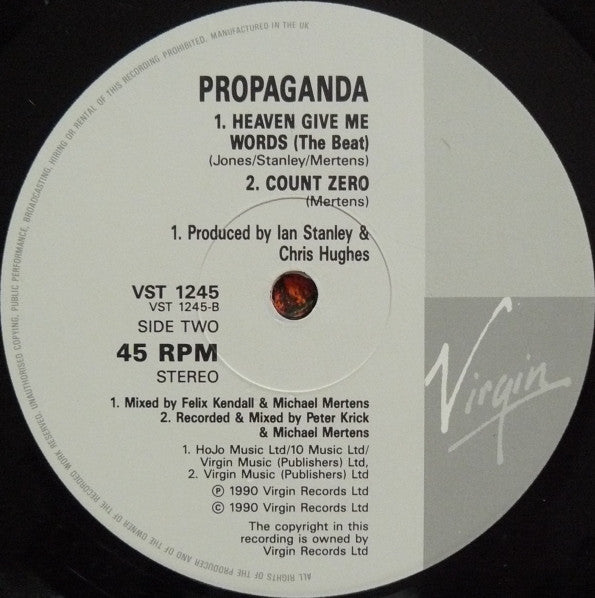 PROPAGANDA
1. HEAVEN GIVE ME
WORDS (The Beat)
(Jones/Stanley/Mertens)
2. COUNT ZERO
(Mertens)
1. Produced by Ian Stanley &
Chris Hughes
VST 1245
VST 1245-B
SIDE TWO
45 RPM
STEREO
Virgin
1. Mixed by Felix Kendall & Michael Mertens
2. Recorded & Mixed by Peter Krick
& Michael Mertens
1. HoJo Music Ltd/10 Music Ltd/
Virgin Music (Publishers) Ltd,
2. Virgin Music (Publishers) Ltd
℗ 1990 Virgin Records Ltd
© 1990 Virgin Records Ltd
The copyright in this
recording is owned by
Virgin Records Ltd
ALL RIGHTS OF THE PRODUCER AND OF THE OWNER OF THE RECORDED WORK RESERVED. UNAUTHORISED COPYING, PUBLIC PERFORMANCE, BROADCASTING, HIRING OR RENTAL OF THIS RECORDING PROHIBITED. MANUFACTURED IN THE UK